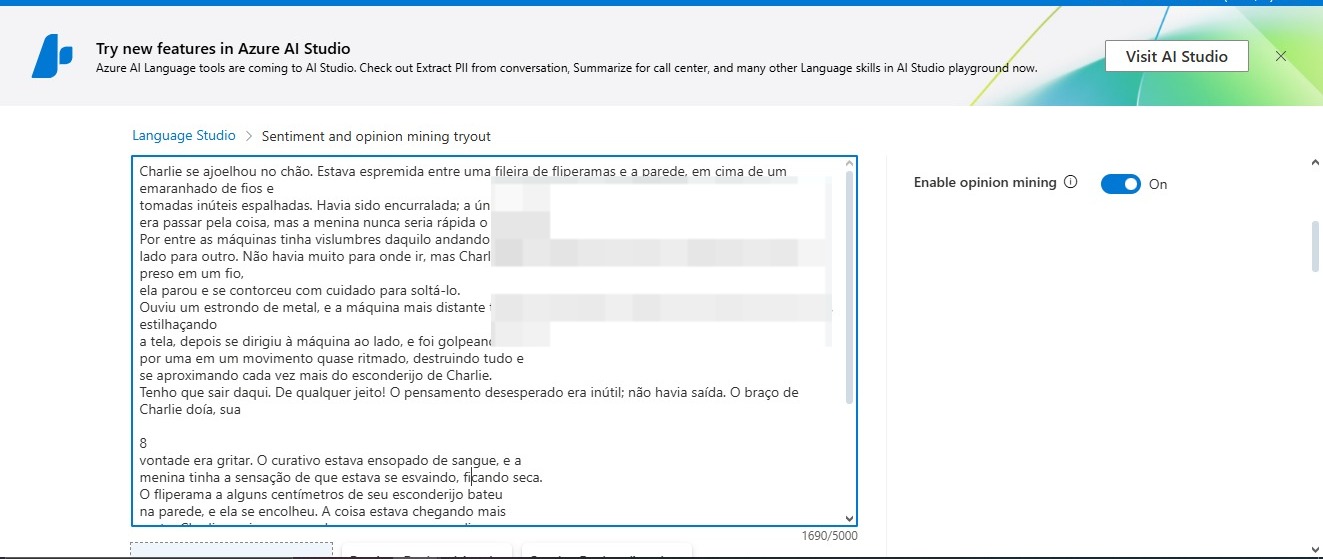 Try new features in Azure AI Studio
Azure AI Language tools are coming to AI Studio. Check out Extract PII from conversation, Summarize for call center, and many other Language skills in AI Studio playground now.
Visit AI Studio
Language Studio > Sentiment and opinion mining tryout
Charlie se ajoelhou no chão. Estava espremida entre uma fileira de fliperamas e a parede, em cima de um
emaranhado de fios e
tomadas inúteis espalhadas. Havia sido encurralada; a
era passar pela coisa, mas a menina nunca seria rápida o
Por entre as máquinas tinha vislumbres daquilo andando
lado para outro. Não havia muito para onde ir, mas
preso em um fio,
ela parou e se contorceu com cuidado para soltá-lo.
Ouviu um estrondo de metal, e a máquina mais distante
estilhaçando
a tela, depois se dirigiu à máquina ao lado, e foi
por uma em um movimento quase ritmado, destruindo tudo e
se aproximando cada vez mais do esconderijo de Charlie.
Tenho que sair daqui. De qualquer jeito! O pensamento desesperado era inútil; não havia saída. O braço de
Charlie doía, sua
8
vontade era gritar. O curativo estava ensopado de sangue, e a
menina tinha a sensação de que estava se esvaindo, ficando seca.
O fliperama a alguns centímetros de seu esconderijo bateu
na parede, e ela se encolheu. A coisa estava chegando mais
1690/5000
Enable opinion mining
On